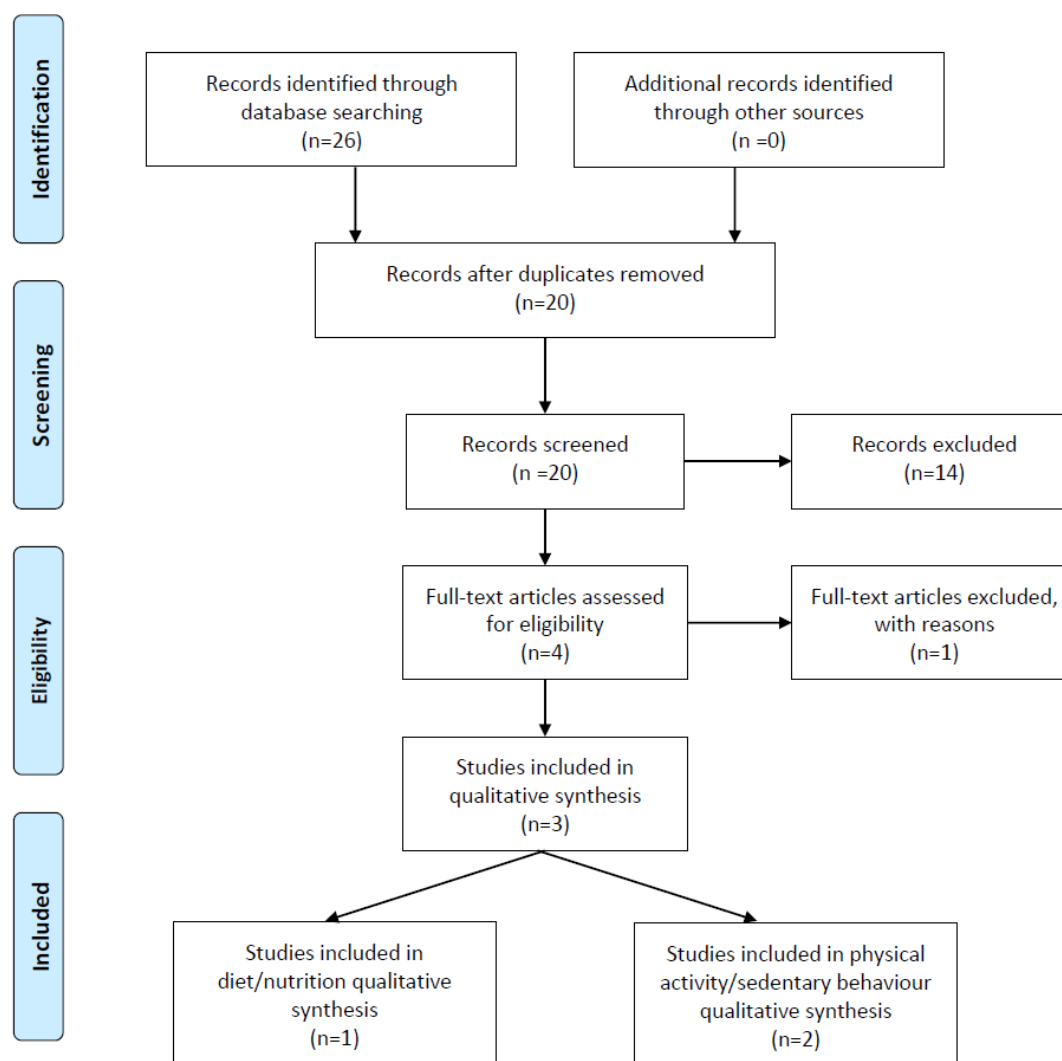 Identification
Records identified through
database searching
(n=26)
Additional records identified
through other sources
(n =0)
Records after duplicates removed
(n=20)
Screening
Records screened
(n =20)
Records excluded
(n=14)
Eligibility
Full-text articles assessed
for eligibility
(n=4)
Full-text articles excluded,
with reasons
(n=1)
Studies included in
qualitative synthesis
(n=3)
Included
Studies included in
diet/nutrition qualitative
synthesis
(n=1)
Studies included in physical
activity/sedentary behaviour
qualitative synthesis
(n=2)